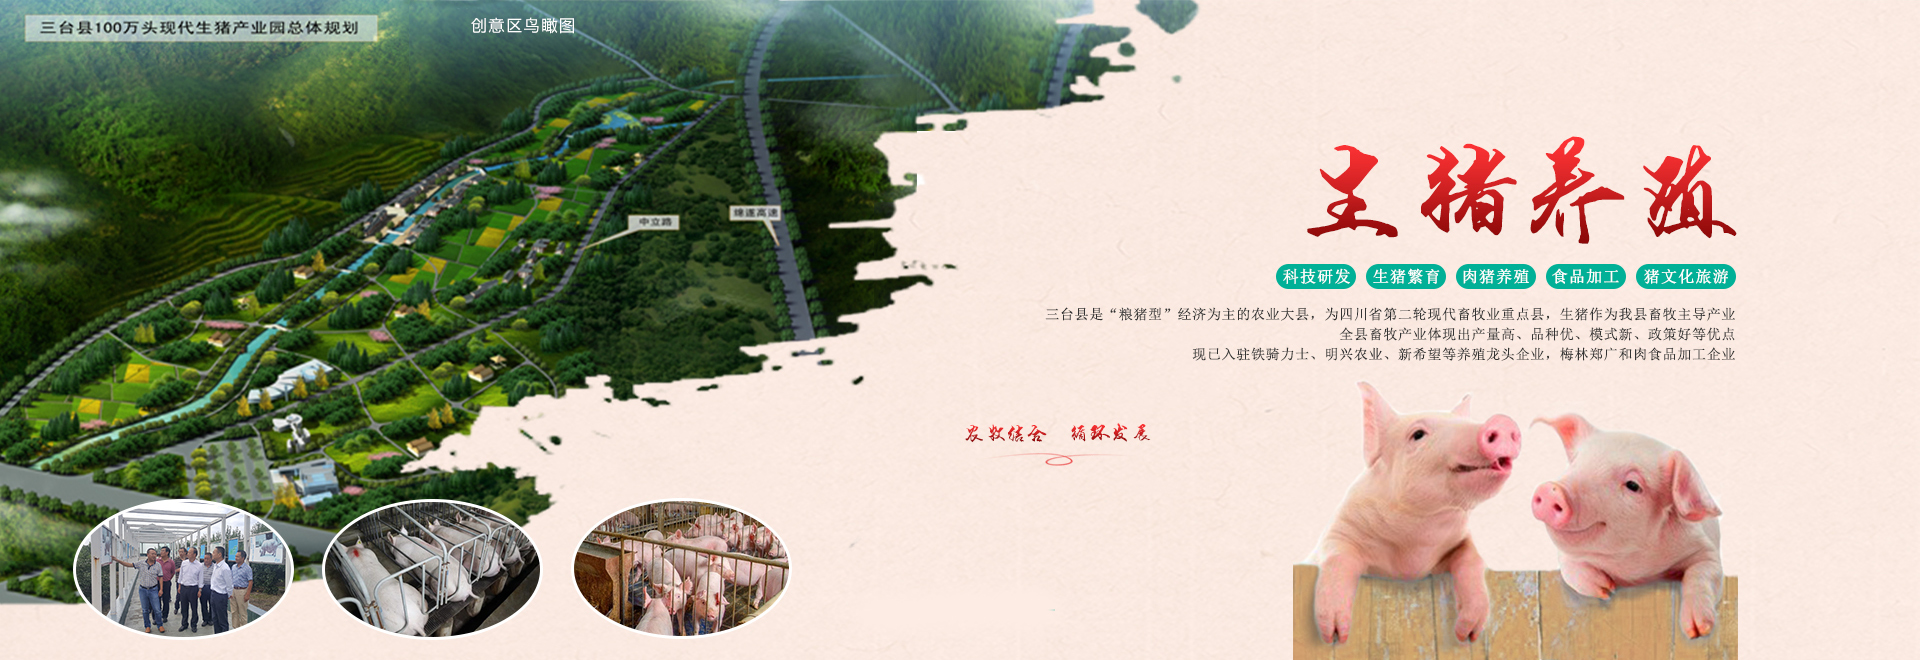 三台县100万头现代生猪产业园总体规划
创意区鸟瞰图
中立路
绵遂高速
生猪养殖
科技研发 生猪繁育 肉猪养殖 食品加工 猪文化旅游
三台县是“粮猪型”经济为主的农业大县，为四川省第二轮现代畜牧业重点县，生猪作为我县畜牧主导产业
全县畜牧产业体现出产量高、品种优、模式新、政策好等优点
现已入驻铁骑力士、明兴农业、新希望等养殖龙头企业，梅林郑广和肉食品加工企业
农牧结合 循环发展